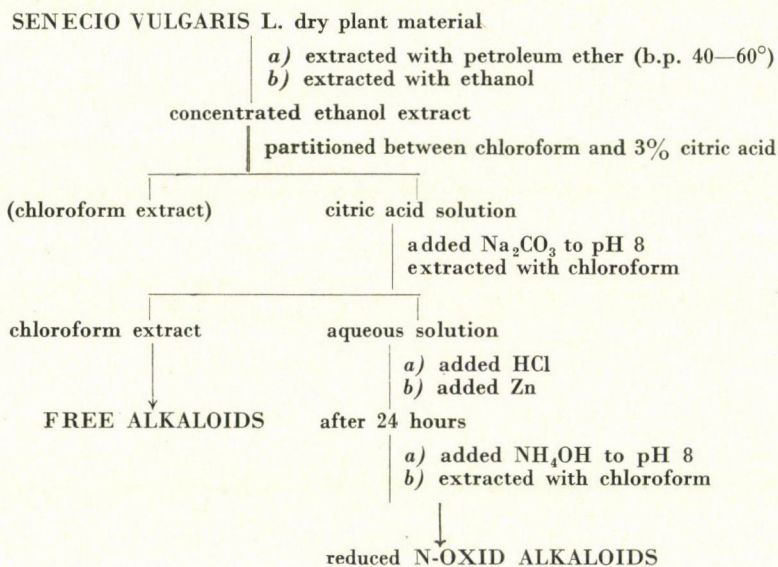 SENECIO VULGARIS L. dry plant material
a) extracted with petroleum ether (b.p. 40—60°)
b) extracted with ethanol
concentrated ethanol extract
partitioned between chloroform and 3% citric acid
(chloroform extract) citric acid solution
added Na₂CO₃ to pH 8
extracted with chloroform
chloroform extract aqueous solution
a) added HCl
b) added Zn
FREE ALKALOIDS after 24 hours
a) added NH₄OH to pH 8
b) extracted with chloroform
reduced N-OXID ALKALOIDS